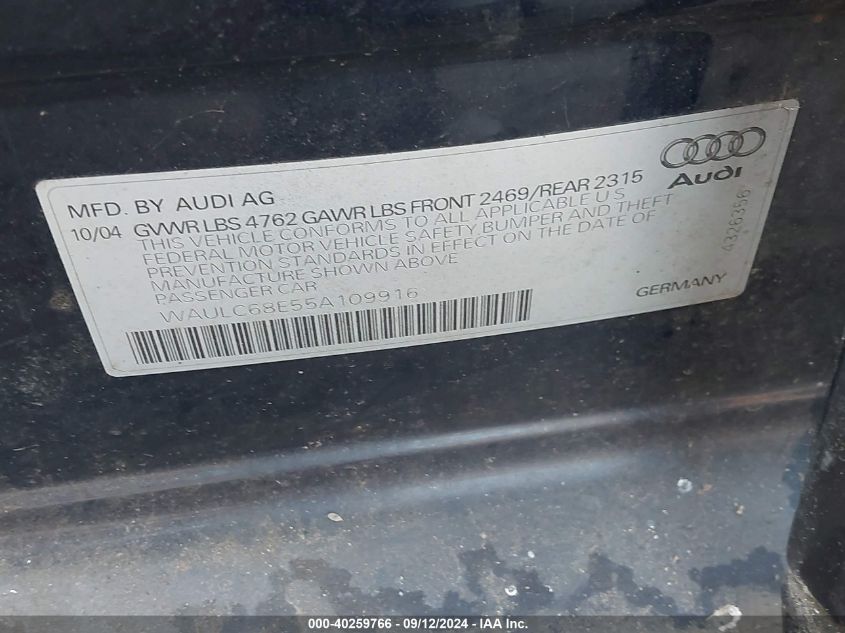 MFD. BY AUDI AG
10/04 GVWR LBS 4762 GAWR LBS FRONT 2469/REAR 2315
THIS VEHICLE CONFORMS TO ALL APPLICABLE U S
FEDERAL MOTOR VEHICLE SAFETY, BUMPER AND THEFT
PREVENTION STANDARDS IN EFFECT ON THE DATE OF
MANUFACTURE SHOWN ABOVE
PASSENGER CAR
WAULC68E55A109916
Audi
4326356
GERMANY
000-40259766 - 09/12/2024 - IAA Inc.